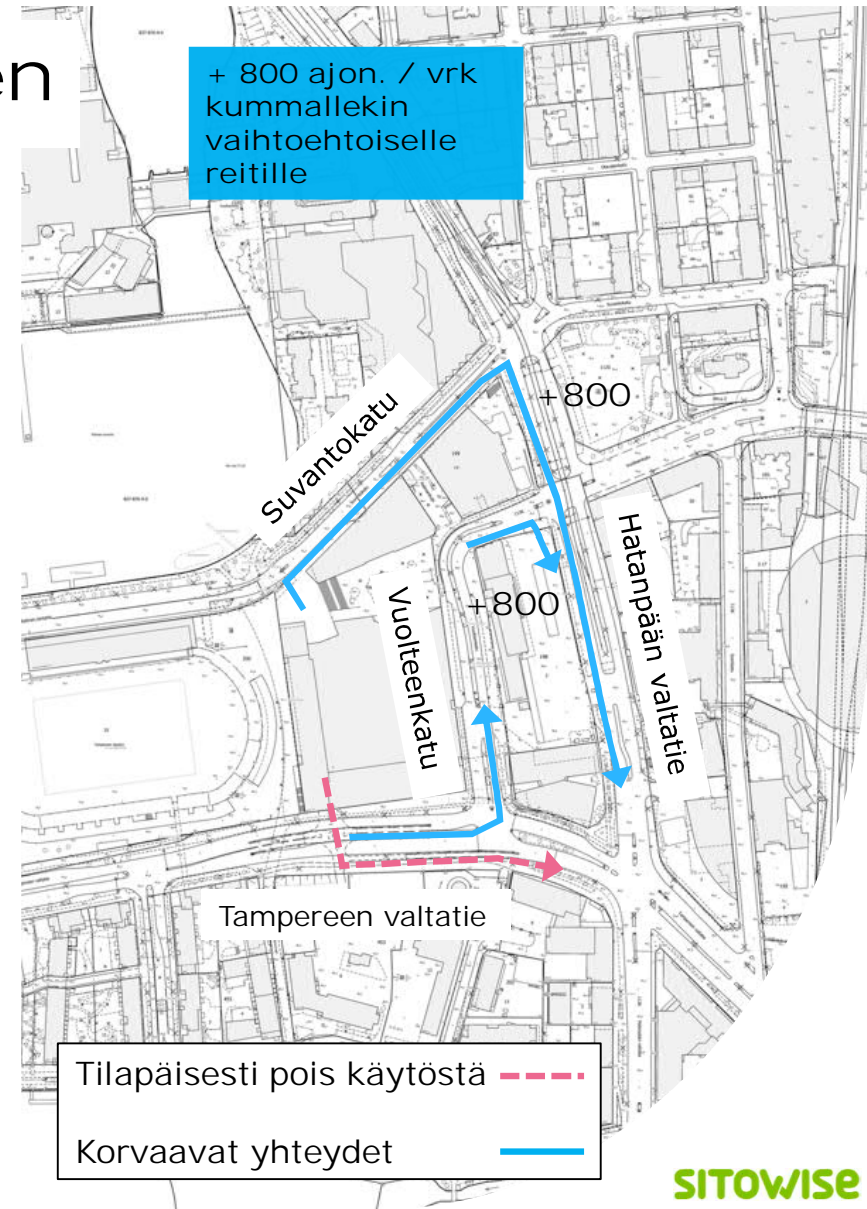 en
+ 800 ajon. / vrk
kummallekin
vaihtoehtoiselle
reitille
+800
Suvantokatu
Hatanpään valtatie
Vuolteenkatu
+800
Tampereen valtatie
Tilapäisesti pois käytöstä
Korvaavat yhteydet
SITOWISE